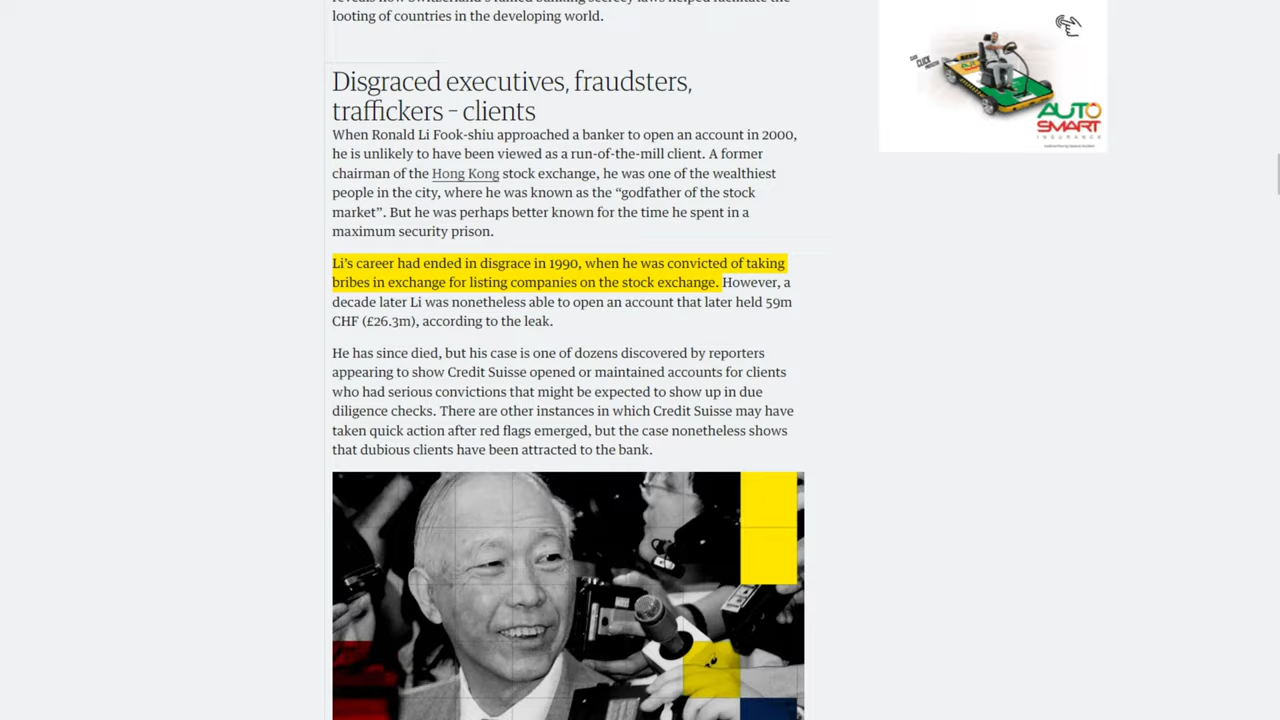 looting of countries in the developing world.
Disgraced executives, fraudsters,
traffickers – clients
When Ronald Li Fook-shiu approached a banker to open an account in 2000,
he is unlikely to have been viewed as a run-of-the-mill client. A former
chairman of the Hong Kong stock exchange, he was one of the wealthiest
people in the city, where he was known as the “godfather of the stock
market”. But he was perhaps better known for the time he spent in a
maximum security prison.
Li’s career had ended in disgrace in 1990, when he was convicted of taking
bribes in exchange for listing companies on the stock exchange. However, a
decade later Li was nonetheless able to open an account that later held 59m
CHF (£26.3m), according to the leak.
He has since died, but his case is one of dozens discovered by reporters
appearing to show Credit Suisse opened or maintained accounts for clients
who had serious convictions that might be expected to show up in due
diligence checks. There are other instances in which Credit Suisse may have
taken quick action after red flags emerged, but the case nonetheless shows
that dubious clients have been attracted to the bank.
CLICK
AUTO
SMART
INSURANCE